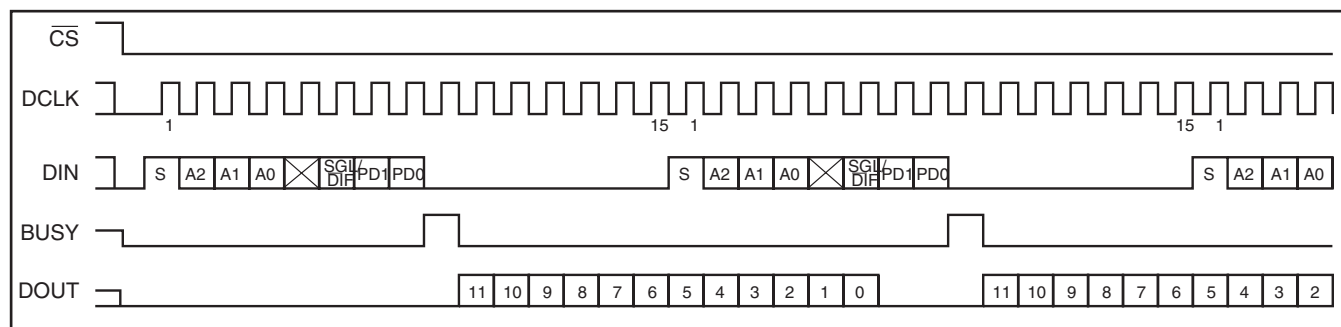 CS
DCLK
1 15 1 15 1
DIN
S A2 A1 A0 SGL/DIF PD1 PD0 S A2 A1 A0 SGL/DIF PD1 PD0 S A2 A1 A0
BUSY
DOUT
11 10 9 8 7 6 5 4 3 2 1 0 11 10 9 8 7 6 5 4 3 2